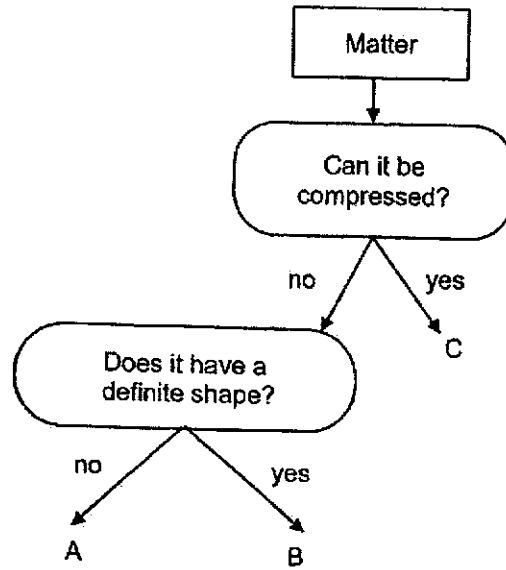 Matter
Can it be
compressed?
no
yes
C
Does it have a
definite shape?
no
yes
A
B